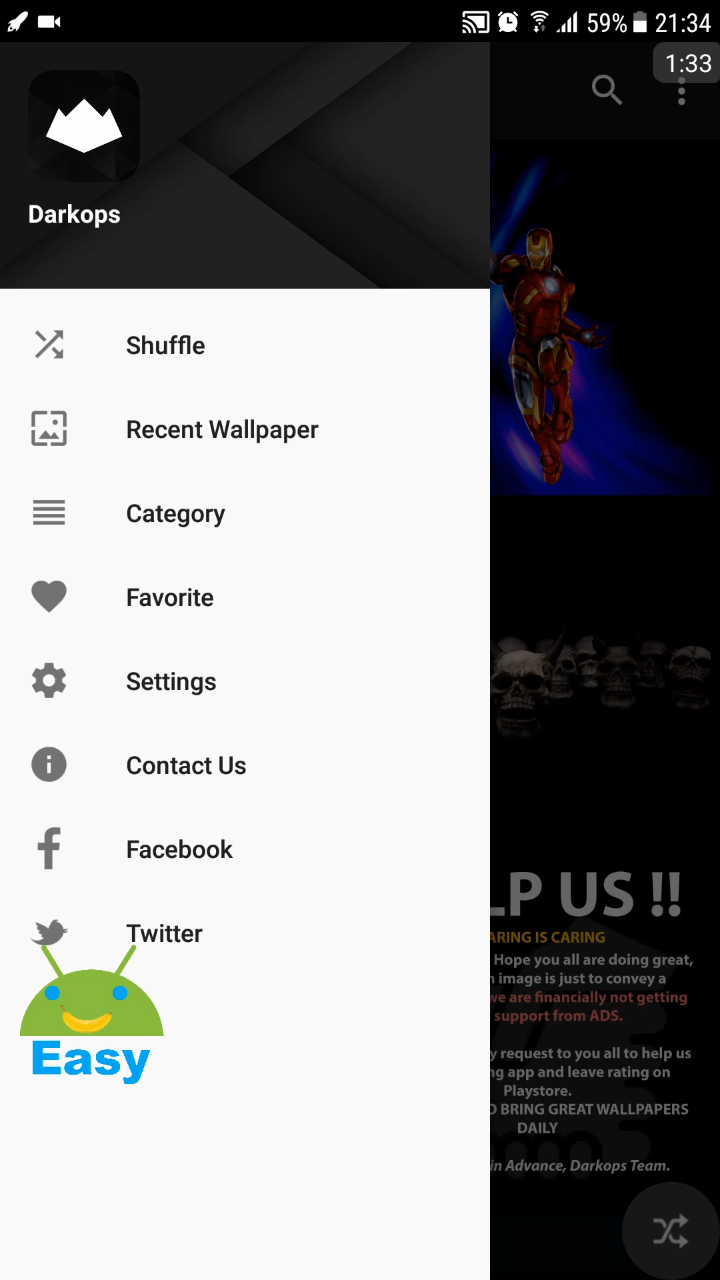 59% 21:34
1:33
Darkops
Shuffle
Recent Wallpaper
Category
Favorite
Settings
Contact Us
Facebook
Twitter
Easy
LP US !!
ARING IS CARING
Hope you all are doing great,
image is just to convey a
we are financially not getting
support from ADS.
request to you all to help us
app and leave rating on
Playstore.
BRING GREAT WALLPAPERS
DAILY
in Advance, Darkops Team.